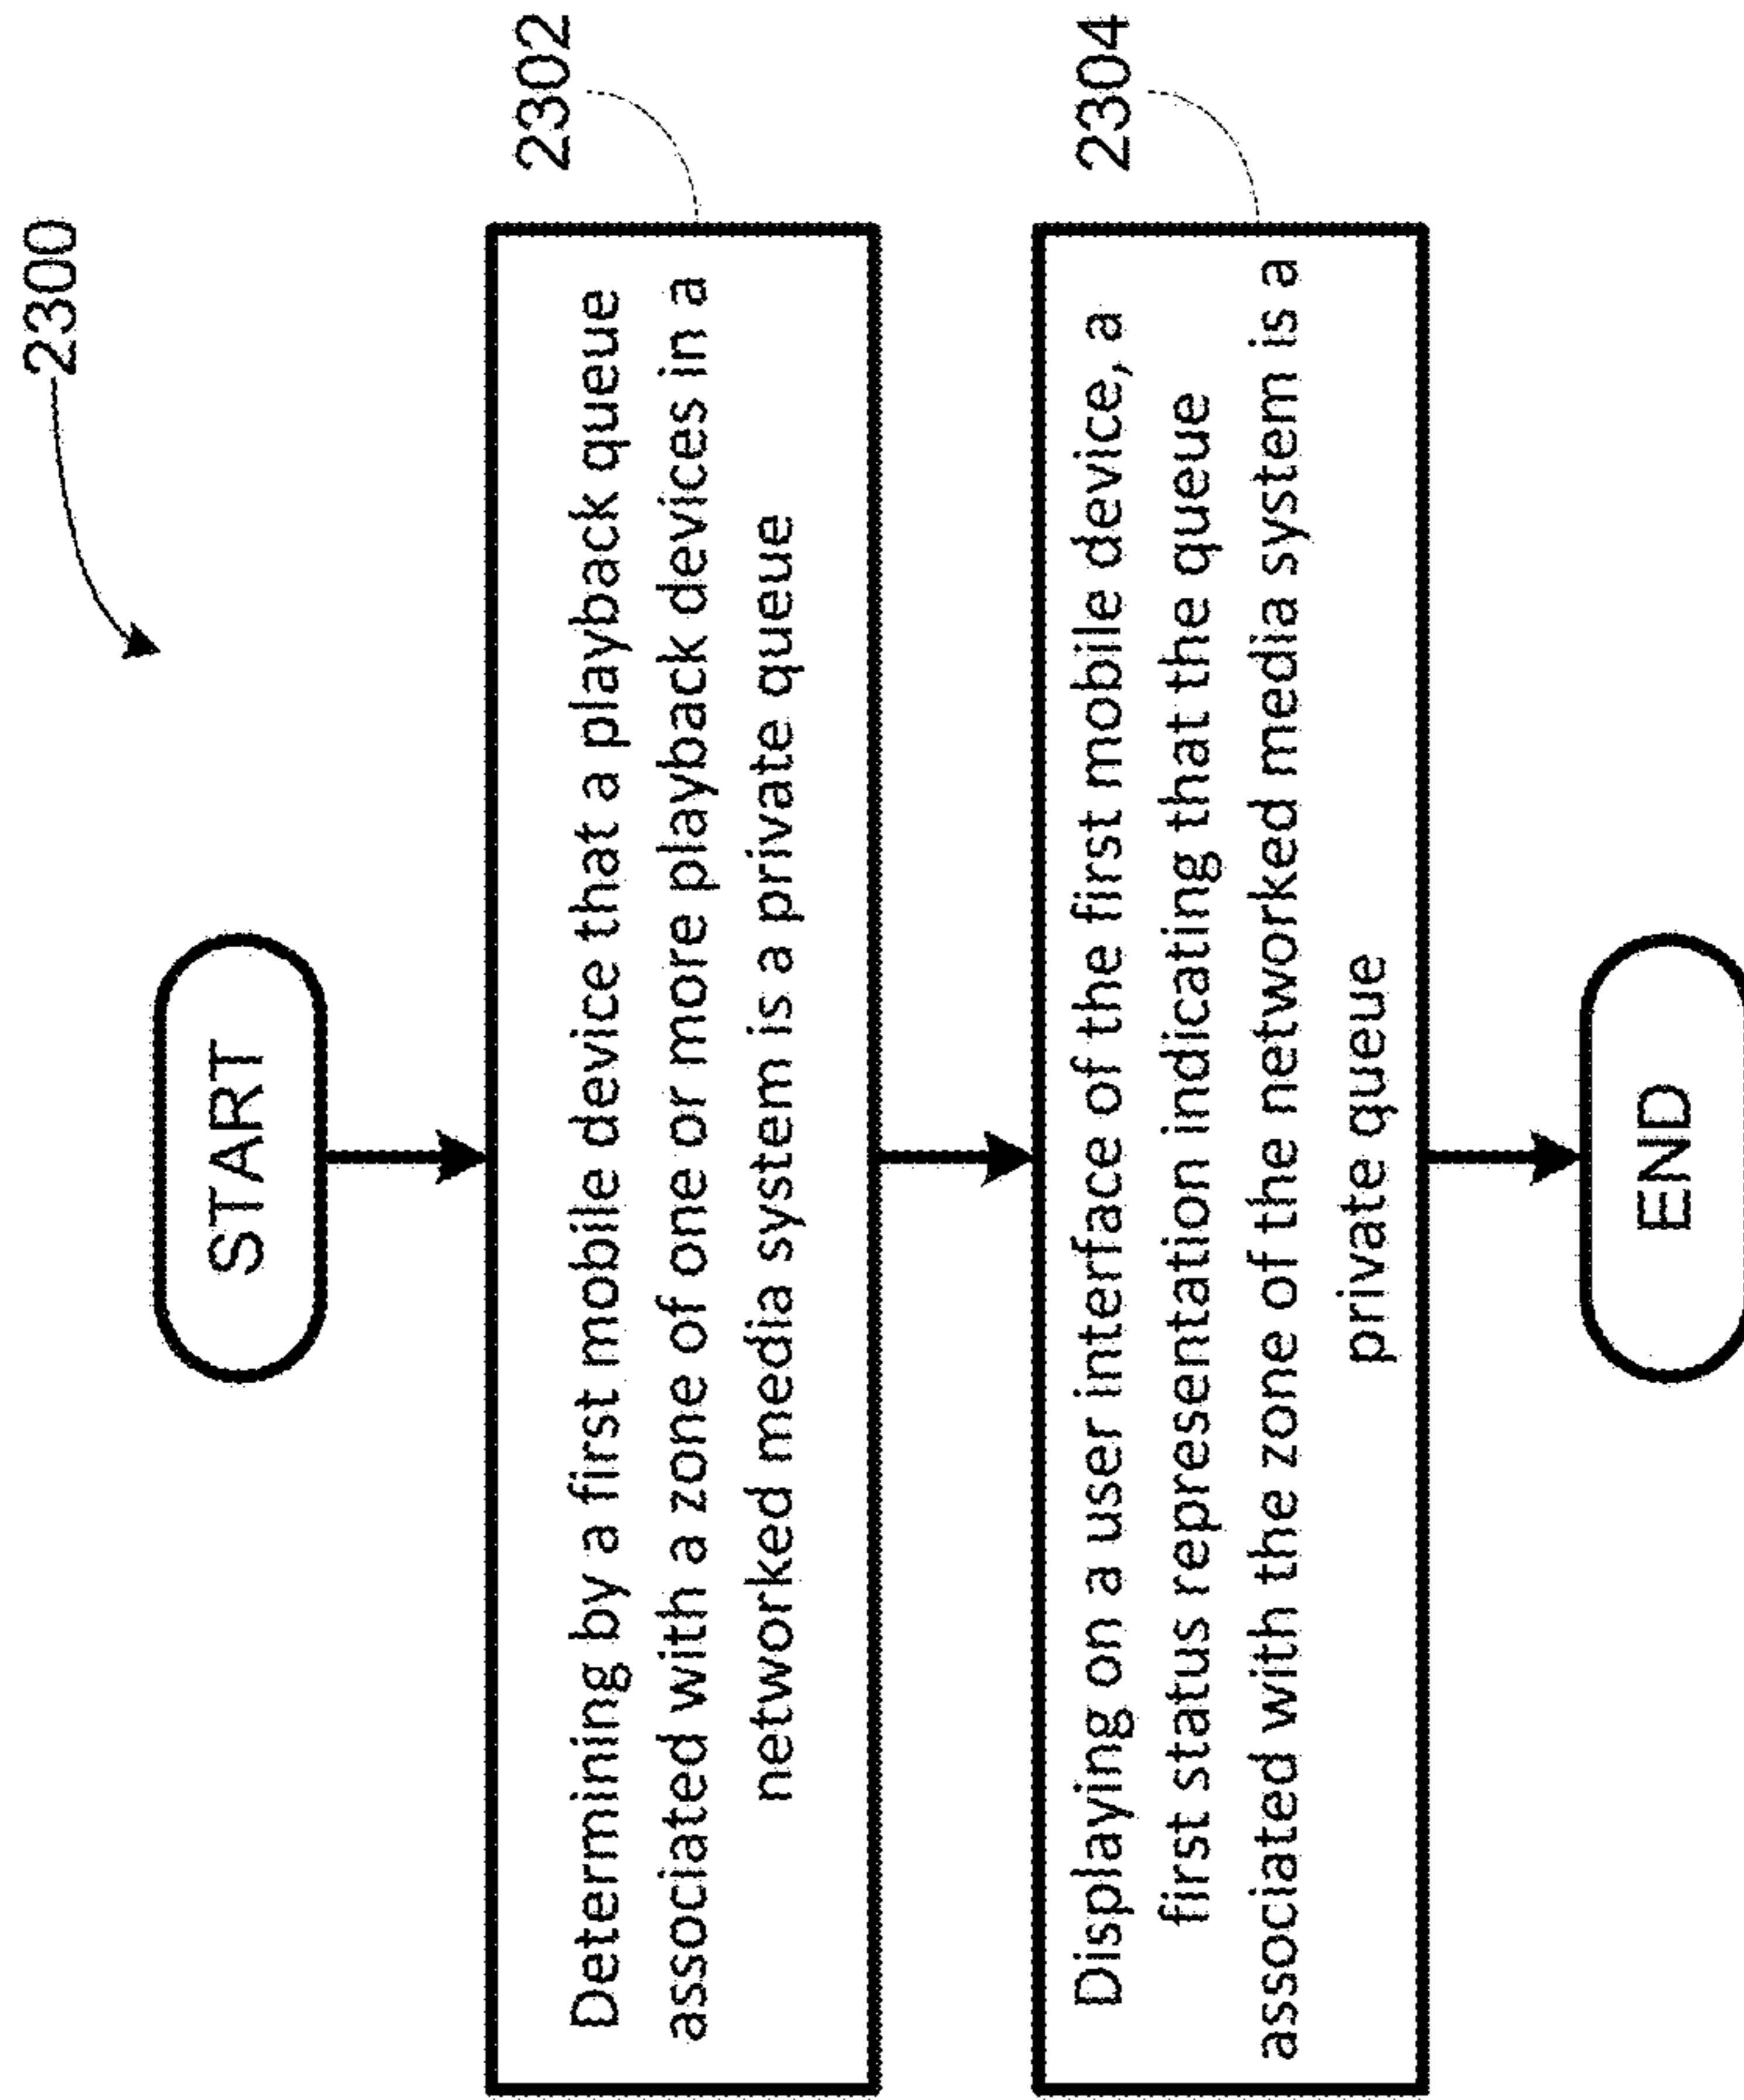 2300
START
Determining by a first mobile device that a playback queue
associated with a zone of one or more playback devices in a
networked media system is a private queue
2302
Displaying on a user interface of the first mobile device, a
first status representation indicating that the queue
associated with the zone of the networked media system is a
private queue
2304
END